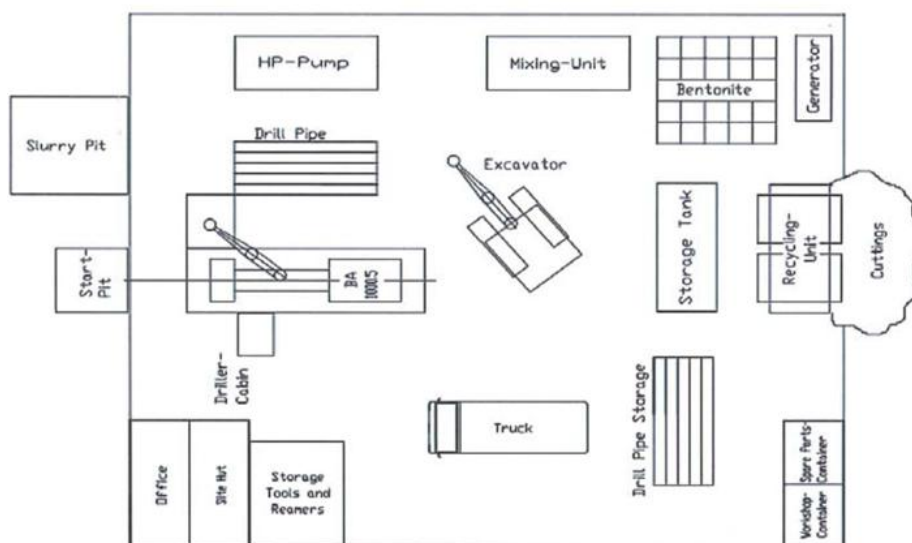 HP-Pump
Mixing-Unit
Bentonite
Generator
Slurry Pit
Drill Pipe
Excavator
Storage Tank
Recycling-
Unit
Cuttings
Start-
Pit
BA
Driller-
Cabin
Drill Pipe Storage
Truck
Office
Site Hut
Storage
Tools and
Reamers
Spare Parts-
Container
Workshop-
Container